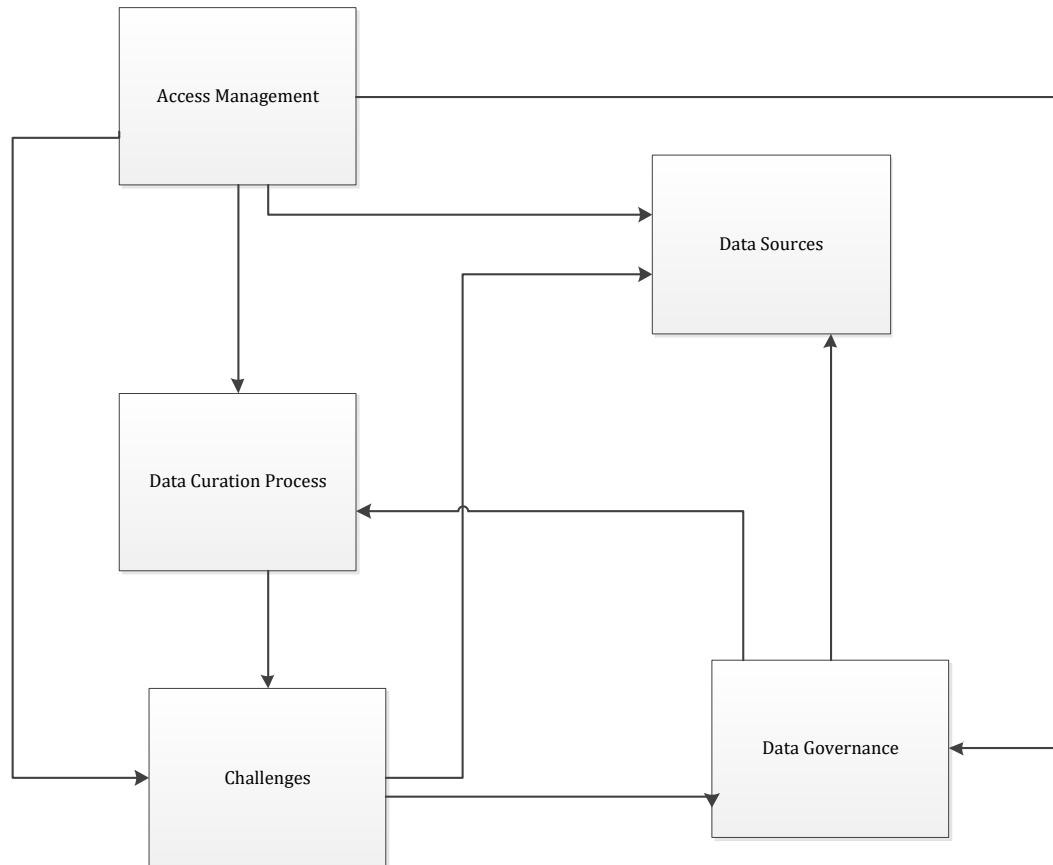 Access Management
Data Sources
Data Curation Process
Data Governance
Challenges